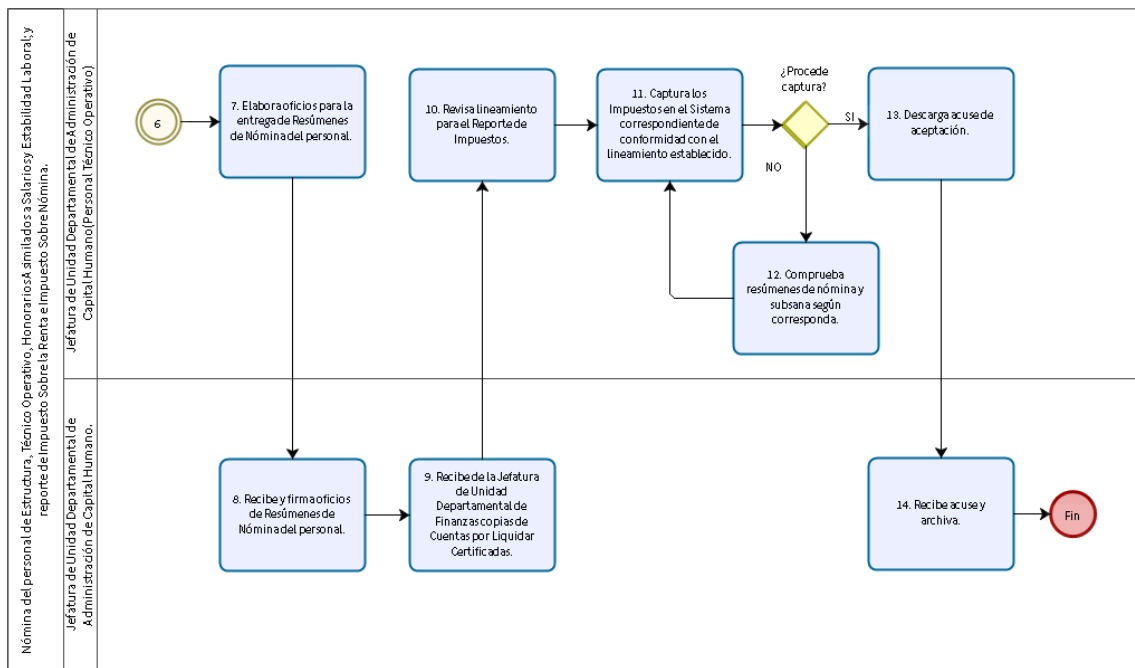 Nómina del personal de Estructura, Técnico Operativo, Honorarios Asimilados a Salarios y Estabilidad Laboral; y
reporte de Impuesto Sobre la Renta e Impuesto Sobre Nómina.
Jefatura de Unidad Departamental de Administración de
Capital Humano (Personal Técnico Operativo)
6
7. Elabora oficios para la
entrega de Resúmenes
de Nómina del personal.
10. Revisa lineamiento
para el Reporte de
Impuestos.
11. Captura los
Impuestos en el Sistema
correspondiente de
conformidad con el
lineamiento establecido.
¿Procede
captura?
SI
NO
13. Descarga acuse de
aceptación.
12. Comprueba
resúmenes de nómina y
subsana según
corresponda.
Jefatura de Unidad Departamental de
Administración de Capital Humano.
8. Recibe y firma oficios
de Resúmenes de
Nómina del personal.
9. Recibe de la Jefatura
de Unidad
Departamental de
Finanzas copias de
Cuentas por Liquidar
Certificadas.
14. Recibe acuse y
archiva.
Fin